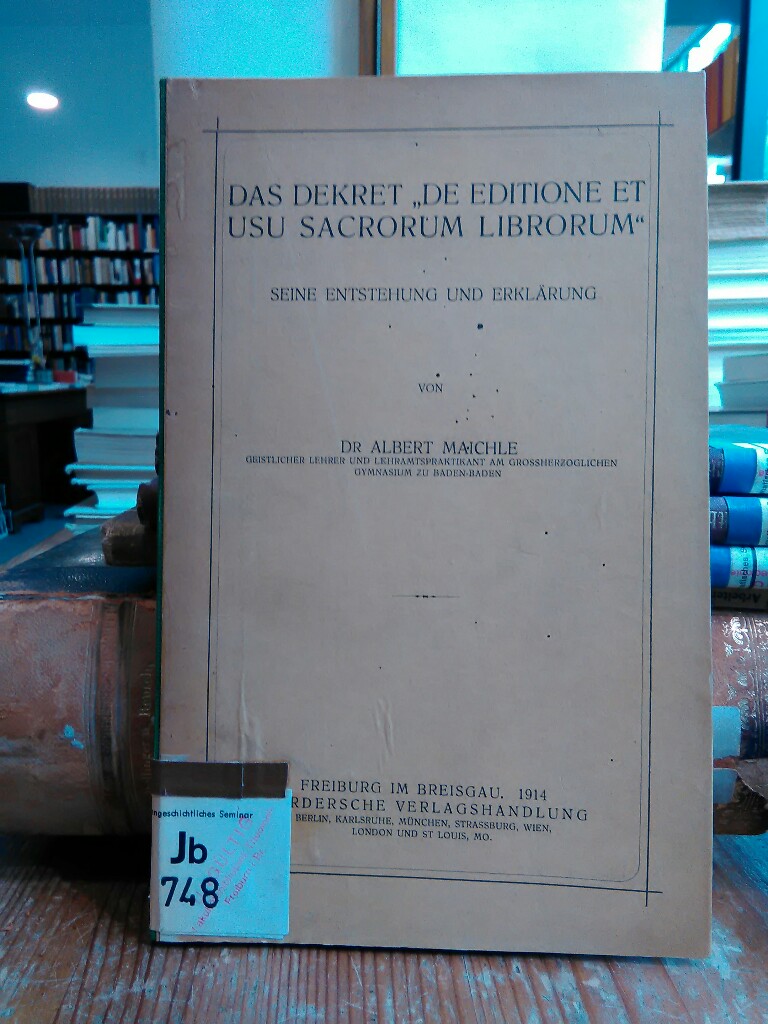 DAS DEKRET „DE EDITIONE ET
USU SACRORUM LIBRORUM“
SEINE ENTSTEHUNG UND ERKLÄRUNG
VON
DR ALBERT MAICHLE
GEISTLICHER LEHRER UND LEHRAMTSPRAKTIKANT AM GROSSHERZOGLICHEN
GYMNASIUM ZU BADEN-BADEN
FREIBURG IM BREISGAU. 1914
RDERSCHE VERLAGSHANDLUNG
BERLIN, KARLSRUHE, MÜNCHEN, STRASSBURG, WIEN,
LONDON UND ST LOUIS, MO.
ngeschichtliches Seminar
Jb
748